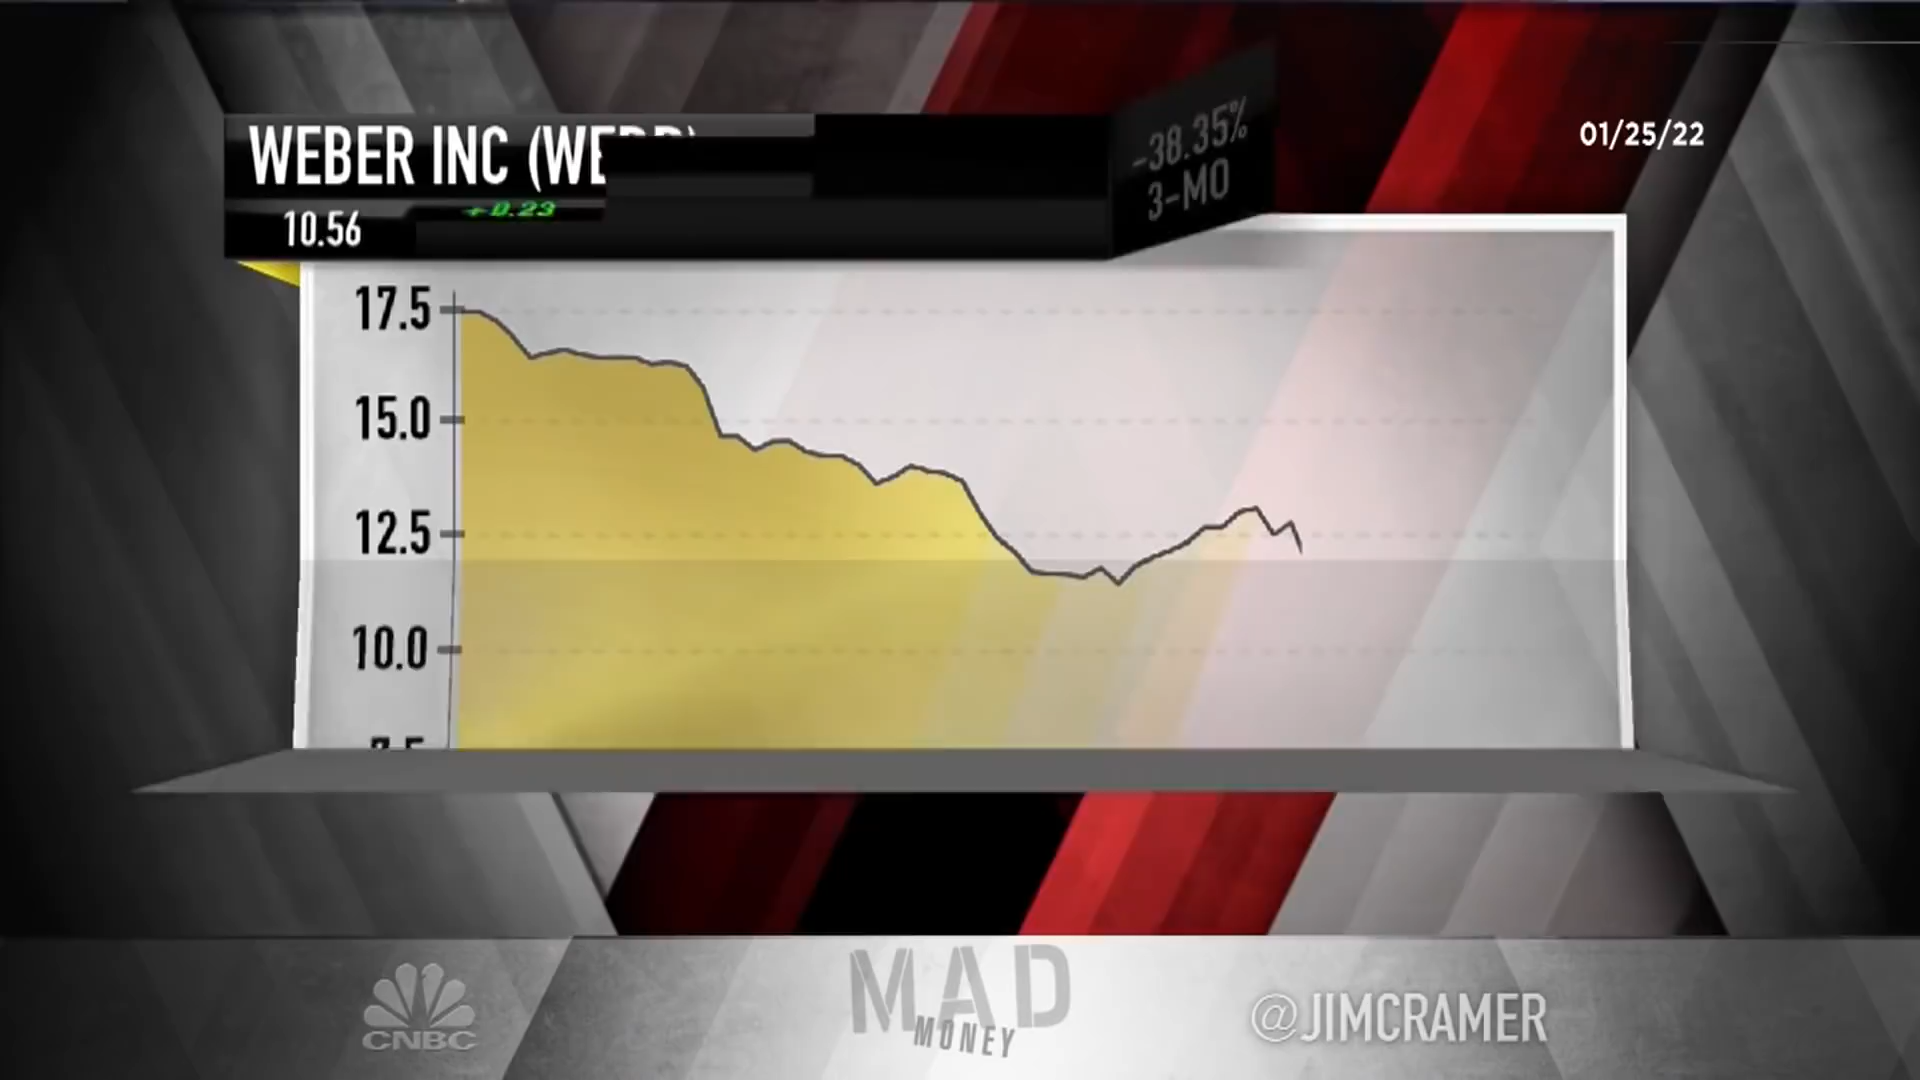 WEBER INC
10.56
+0.23
-38.35%
3-MO
01/25/22
17.5
15.0
12.5
10.0
CNBC
MAD
MONEY
@JIMCRAMER